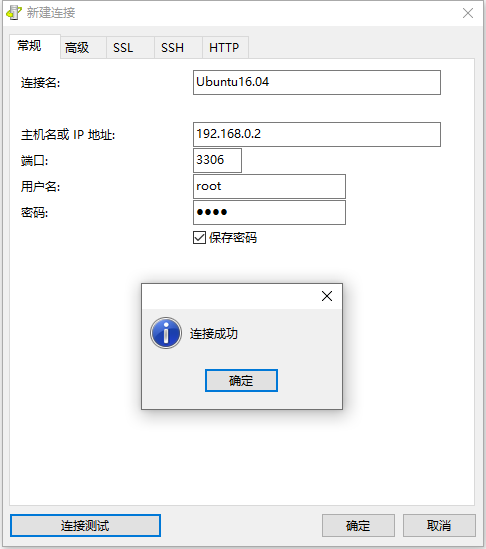 新建连接
常规 高级 SSL SSH HTTP
连接名: Ubuntu16.04
主机名或 IP 地址: 192.168.0.2
端口: 3306
用户名: root
密码: ●●●●
保存密码
连接成功
确定
连接测试 确定 取消